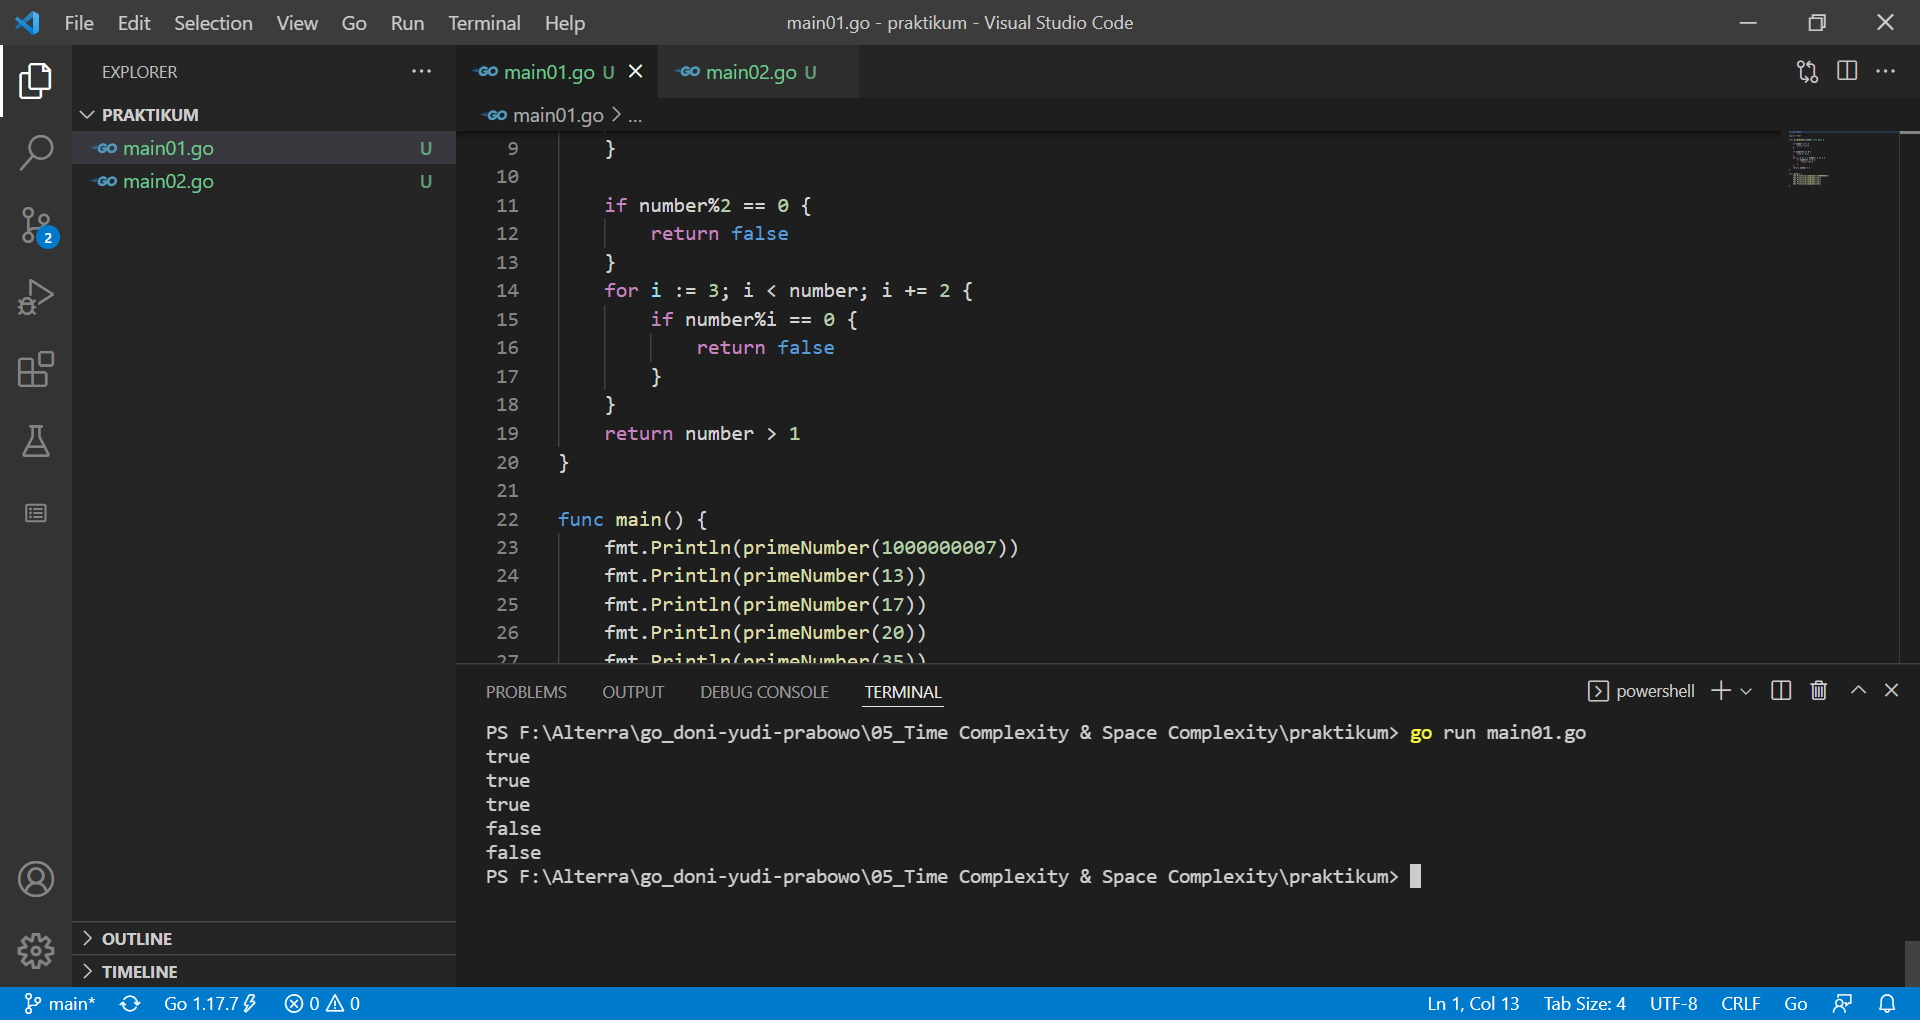 File Edit Selection View Go Run Terminal Help
main01.go - praktikum - Visual Studio Code
EXPLORER
PRAKTIKUM
main01.go U
main02.go U
2
OUTLINE
TIMELINE
GO main01.go U
GO main02.go U
GO main01.go > ...
9 }
10
11 if number%2 == 0 {
12 return false
13 }
14 for i := 3; i < number; i += 2 {
15 if number%i == 0 {
16 return false
17 }
18 }
19 return number > 1
20 }
21
22 func main() {
23 fmt.Println(primeNumber(1000000007))
24 fmt.Println(primeNumber(13))
25 fmt.Println(primeNumber(17))
26 fmt.Println(primeNumber(20))
27 fmt.Println(primeNumber(35))
PROBLEMS OUTPUT DEBUG CONSOLE TERMINAL
powershell
PS F:\Alterra\go_doni-yudi-prabowo\05_Time Complexity & Space Complexity\praktikum> go run main01.go
true
true
true
false
false
PS F:\Alterra\go_doni-yudi-prabowo\05_Time Complexity & Space Complexity\praktikum>
main* Go 1.17.7 0 0
Ln 1, Col 13 Tab Size: 4 UTF-8 CRLF Go